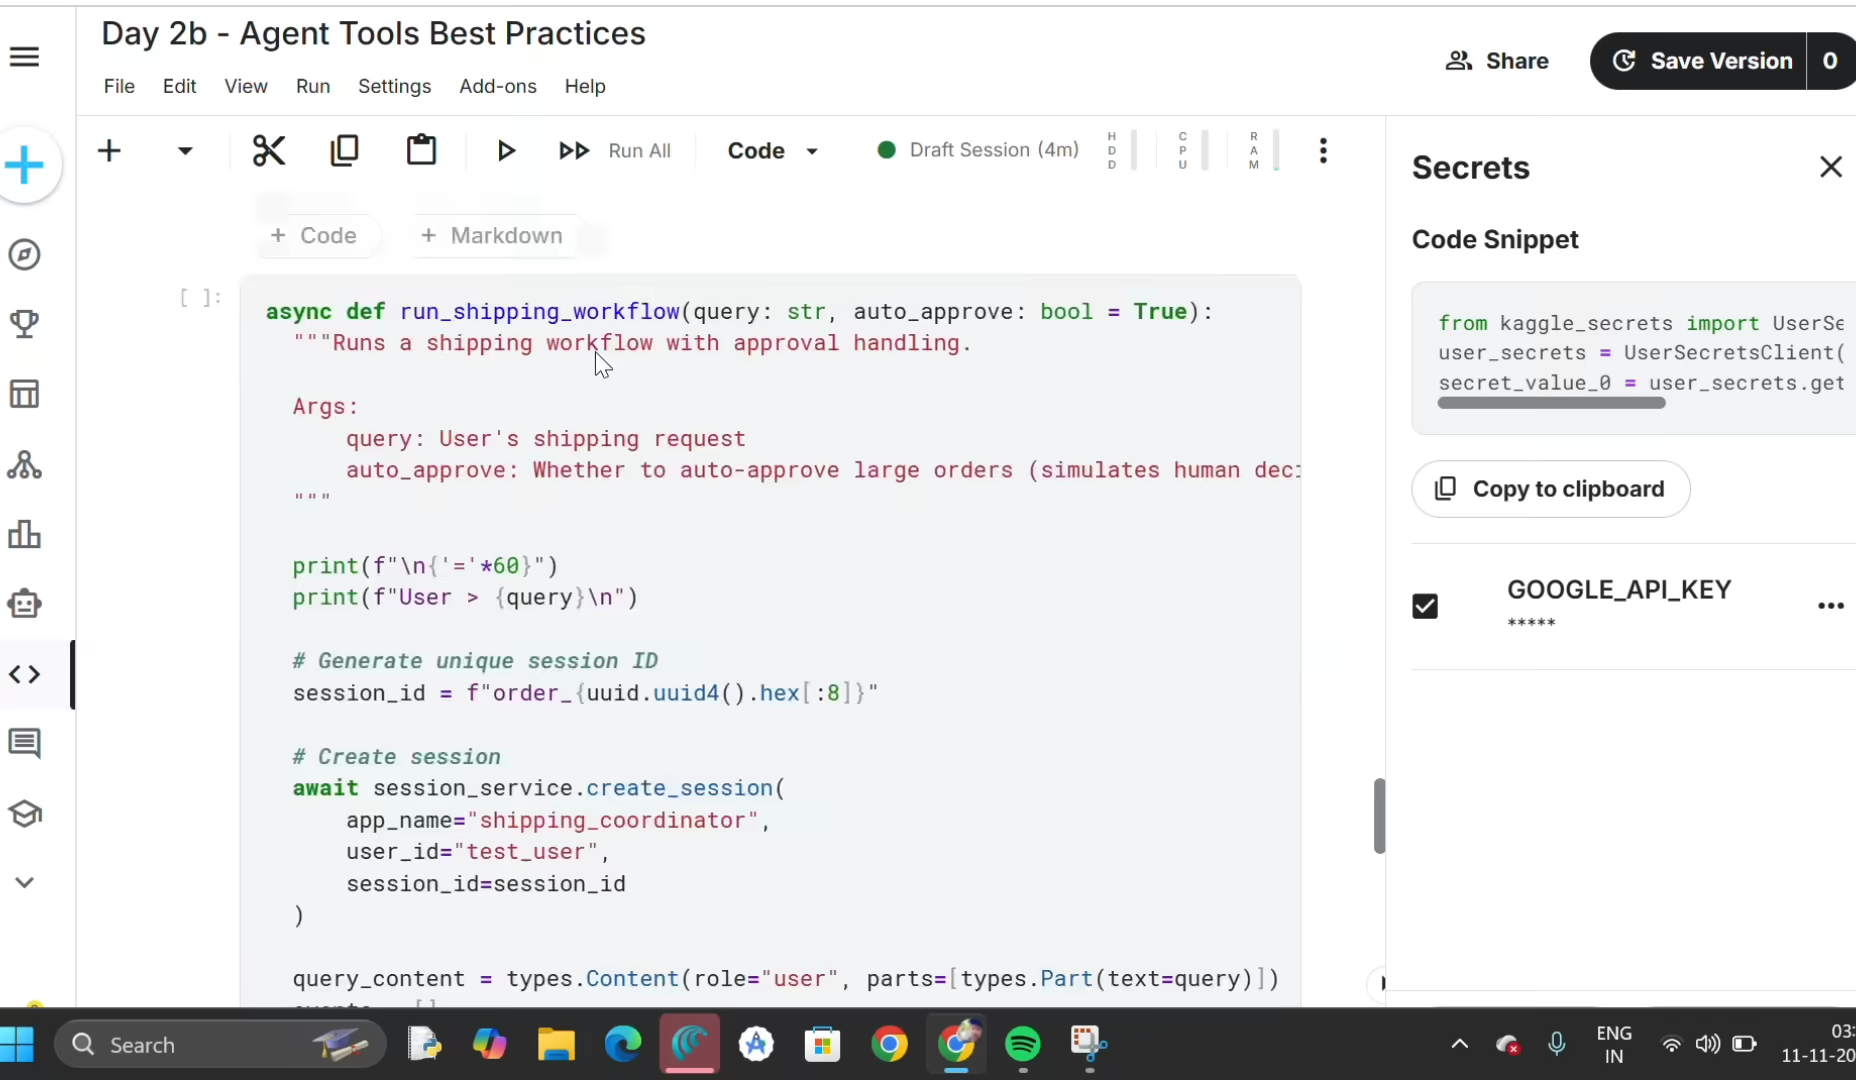 Day 2b - Agent Tools Best Practices
Share
Save Version
0
File Edit View Run Settings Add-ons Help
Run All
Code
Draft Session (4m)
HDD
CPU
RAM
Secrets
Code Snippet
from kaggle_secrets import UserSe
user_secrets = UserSecretsClient(
secret_value_0 = user_secrets.get
Copy to clipboard
GOOGLE_API_KEY
*****
+ Code + Markdown
[ ]:
async def run_shipping_workflow(query: str, auto_approve: bool = True):
"""Runs a shipping workflow with approval handling.
Args:
query: User's shipping request
auto_approve: Whether to auto-approve large orders (simulates human deci
"""
print(f"\n{'='*60}")
print(f"User > {query}\n")
# Generate unique session ID
session_id = f"order_{uuid.uuid4().hex[:8]}"
# Create session
await session_service.create_session(
app_name="shipping_coordinator",
user_id="test_user",
session_id=session_id
)
query_content = types.Content(role="user", parts=[types.Part(text=query)])
Search
ENG
IN
03:
11-11-20